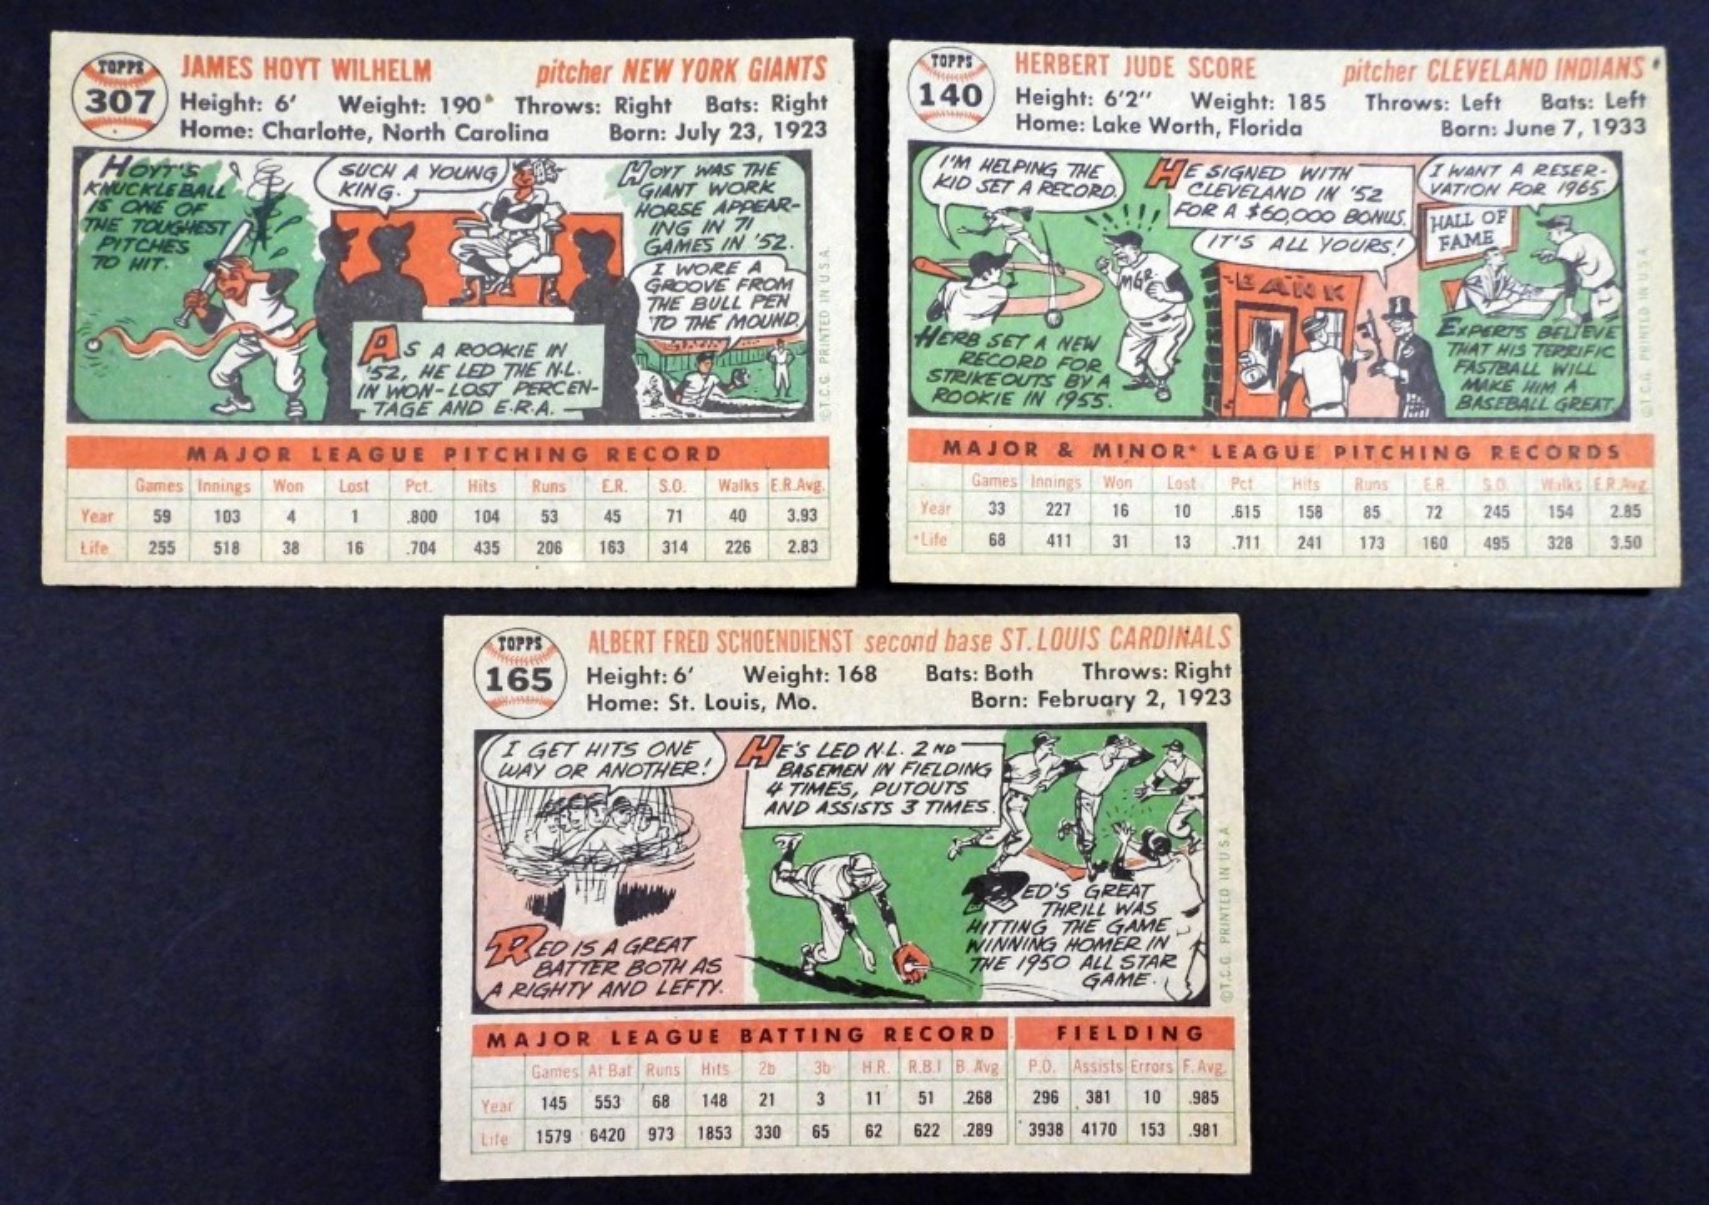 TOPPS
307
JAMES HOYT WILHELM pitcher NEW YORK GIANTS
Height: 6' Weight: 190 Throws: Right Bats: Right
Home: Charlotte, North Carolina Born: July 23, 1923
HOYT'S
KNUCKLEBALL
IS ONE OF
THE TOUGHEST
PITCHES
TO HIT.
SUCH A YOUNG
KING.
AS A ROOKIE IN
'52, HE LED THE N.L.
IN WON-LOST PERCEN-
TAGE AND E.R.A.
HOYT WAS THE
GIANT WORK
HORSE APPEAR-
ING IN 71
GAMES IN '52.
I WORE A
GROOVE FROM
THE BULL PEN
TO THE MOUND.
©T.C.G. PRINTED IN U.S.A.
MAJOR LEAGUE PITCHING RECORD
Games Innings Won Lost Pct. Hits Runs E.R. S.O. Walks E.R.Avg.
Year 59 103 4 1 .800 104 53 45 71 40 3.93
Life 255 518 38 16 .704 435 206 163 314 226 2.83
TOPPS
140
HERBERT JUDE SCORE pitcher CLEVELAND INDIANS
Height: 6'2" Weight: 185 Throws: Left Bats: Left
Home: Lake Worth, Florida Born: June 7, 1933
I'M HELPING THE
KID SET A RECORD.
MGR.
HERB SET A NEW
RECORD FOR
STRIKEOUTS BY A
ROOKIE IN 1955.
HE SIGNED WITH
CLEVELAND IN '52
FOR A $60,000 BONUS.
IT'S ALL YOURS!
BANK
I WANT A RESER-
VATION FOR 1965
HALL OF
FAME
EXPERTS BELIEVE
THAT HIS TERRIFIC
FASTBALL WILL
MAKE HIM A
BASEBALL GREAT.
©T.C.G. PRINTED IN U.S.A.
MAJOR & MINOR* LEAGUE PITCHING RECORDS
Games Innings Won Lost Pct Hits Runs E.R. S.O. Walks E.R.Avg.
Year 33 227 16 10 .615 158 85 72 245 154 2.85
*Life 68 411 31 13 .711 241 173 160 495 328 3.50
TOPPS
165
ALBERT FRED SCHOENDIENST second base ST. LOUIS CARDINALS
Height: 6' Weight: 168 Bats: Both Throws: Right
Home: St. Louis, Mo. Born: February 2, 1923
I GET HITS ONE
WAY OR ANOTHER!
RED IS A GREAT
BATTER BOTH AS
A RIGHTY AND LEFTY.
HE'S LED N.L. 2ND
BASEMEN IN FIELDING
4 TIMES, PUTOUTS
AND ASSISTS 3 TIMES.
RED'S GREAT
THRILL WAS
HITTING THE GAME
WINNING HOMER IN
THE 1950 ALL STAR
GAME.
©T.C.G. PRINTED IN U.S.A.
MAJOR LEAGUE BATTING RECORD FIELDING
Games At Bat Runs Hits 2b 3b H.R. R.B.I B. Avg P.O. Assists Errors F. Avg.
Year 145 553 68 148 21 3 11 51 .268 296 381 10 .985
Life 1579 6420 973 1853 330 65 62 622 .289 3938 4170 153 .981